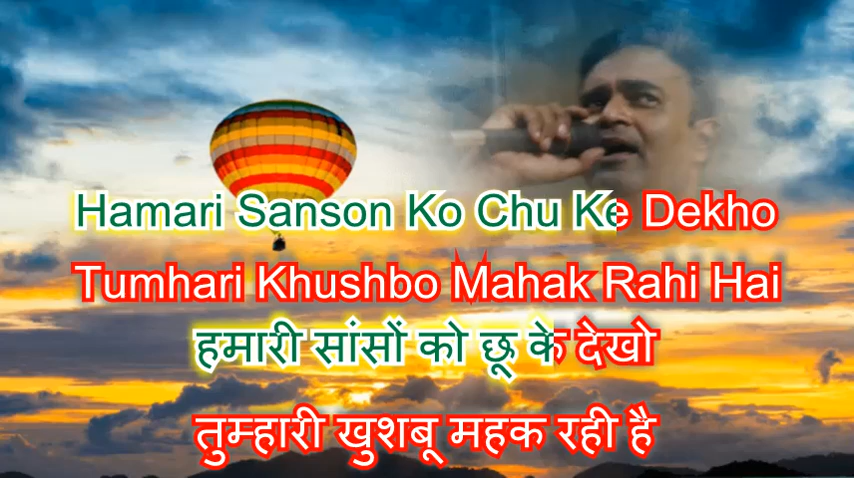 Hamari Sanson Ko Chu Ke Dekho
Tumhari Khushbo Mahak Rahi Hai
हमारी सांसों को छू के देखो
तुम्हारी खुशबू महक रही है